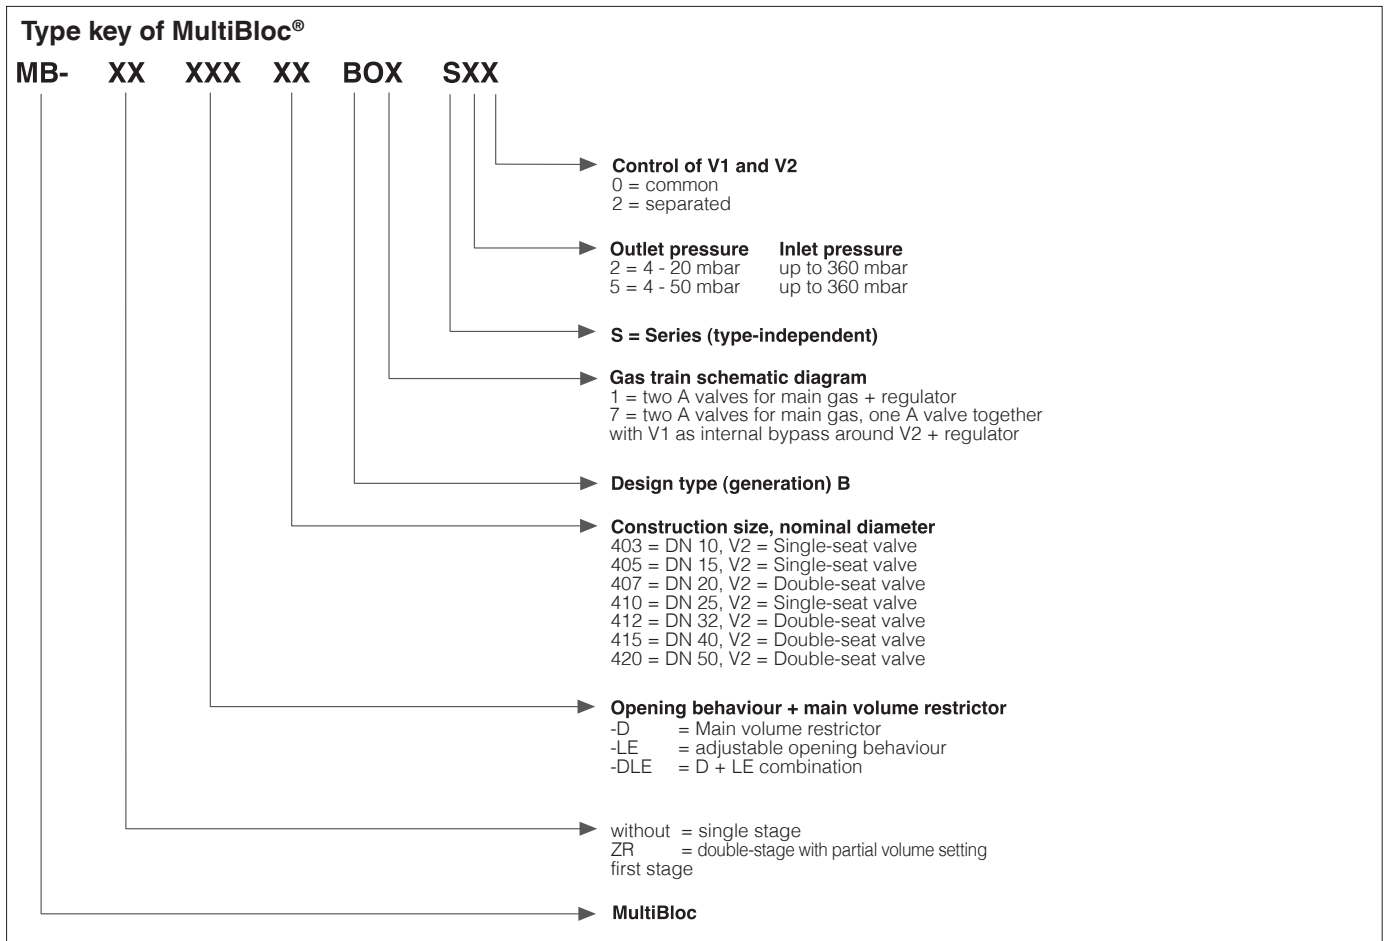 Type key of MultiBloc®
MB- XX XXX XX BOX SXX
Control of V1 and V2
0 = common
2 = separated
Outlet pressure Inlet pressure
2 = 4 - 20 mbar up to 360 mbar
5 = 4 - 50 mbar up to 360 mbar
S = Series (type-independent)
Gas train schematic diagram
1 = two A valves for main gas + regulator
7 = two A valves for main gas, one A valve together
with V1 as internal bypass around V2 + regulator
Design type (generation) B
Construction size, nominal diameter
403 = DN 10, V2 = Single-seat valve
405 = DN 15, V2 = Single-seat valve
407 = DN 20, V2 = Double-seat valve
410 = DN 25, V2 = Single-seat valve
412 = DN 32, V2 = Double-seat valve
415 = DN 40, V2 = Double-seat valve
420 = DN 50, V2 = Double-seat valve
Opening behaviour + main volume restrictor
-D = Main volume restrictor
-LE = adjustable opening behaviour
-DLE = D + LE combination
without = single stage
ZR = double-stage with partial volume setting
first stage
MultiBloc